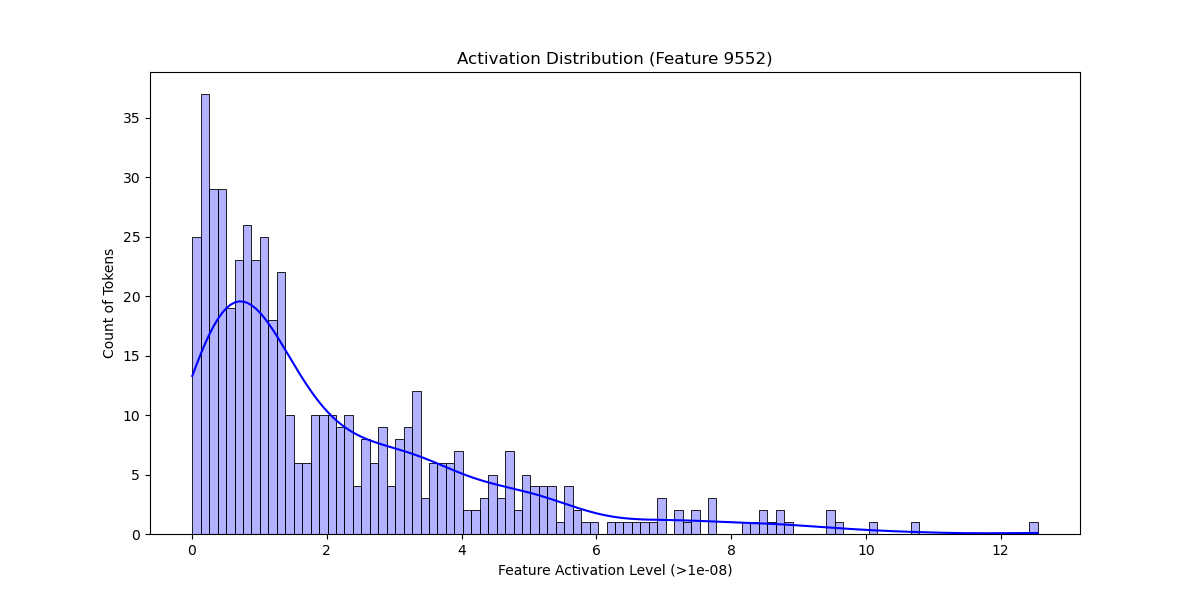 Activation Distribution (Feature 9552)
Count of Tokens
35
30
25
20
15
10
5
0
0 2 4 6 8 10 12
Feature Activation Level (>1e-08)